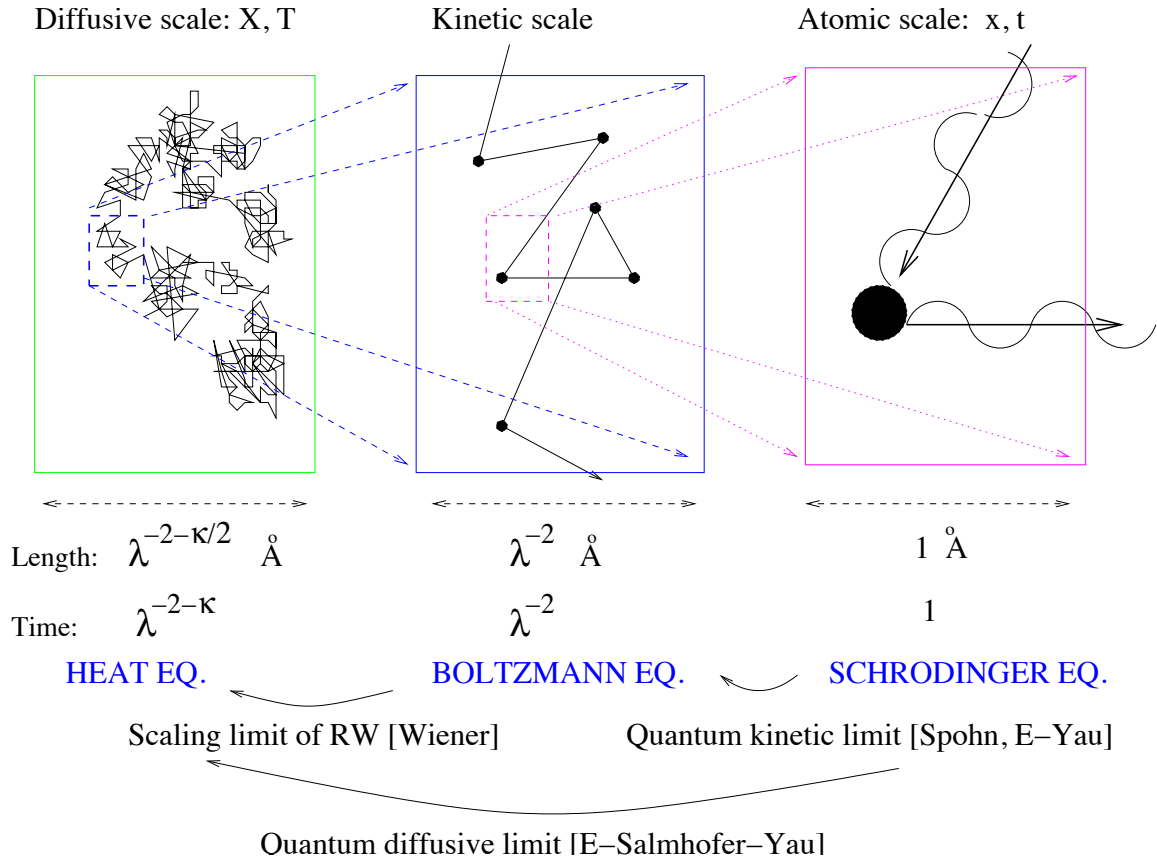 Diffusive scale: X, T Kinetic scale Atomic scale: x, t
Length: λ^{-2-κ/2} Å λ^{-2} Å 1 Å
Time: λ^{-2-κ} λ^{-2} 1
HEAT EQ. BOLTZMANN EQ. SCHRODINGER EQ.
Scaling limit of RW [Wiener] Quantum kinetic limit [Spohn, E-Yau]
Quantum diffusive limit [E-Salmhofer-Yau]